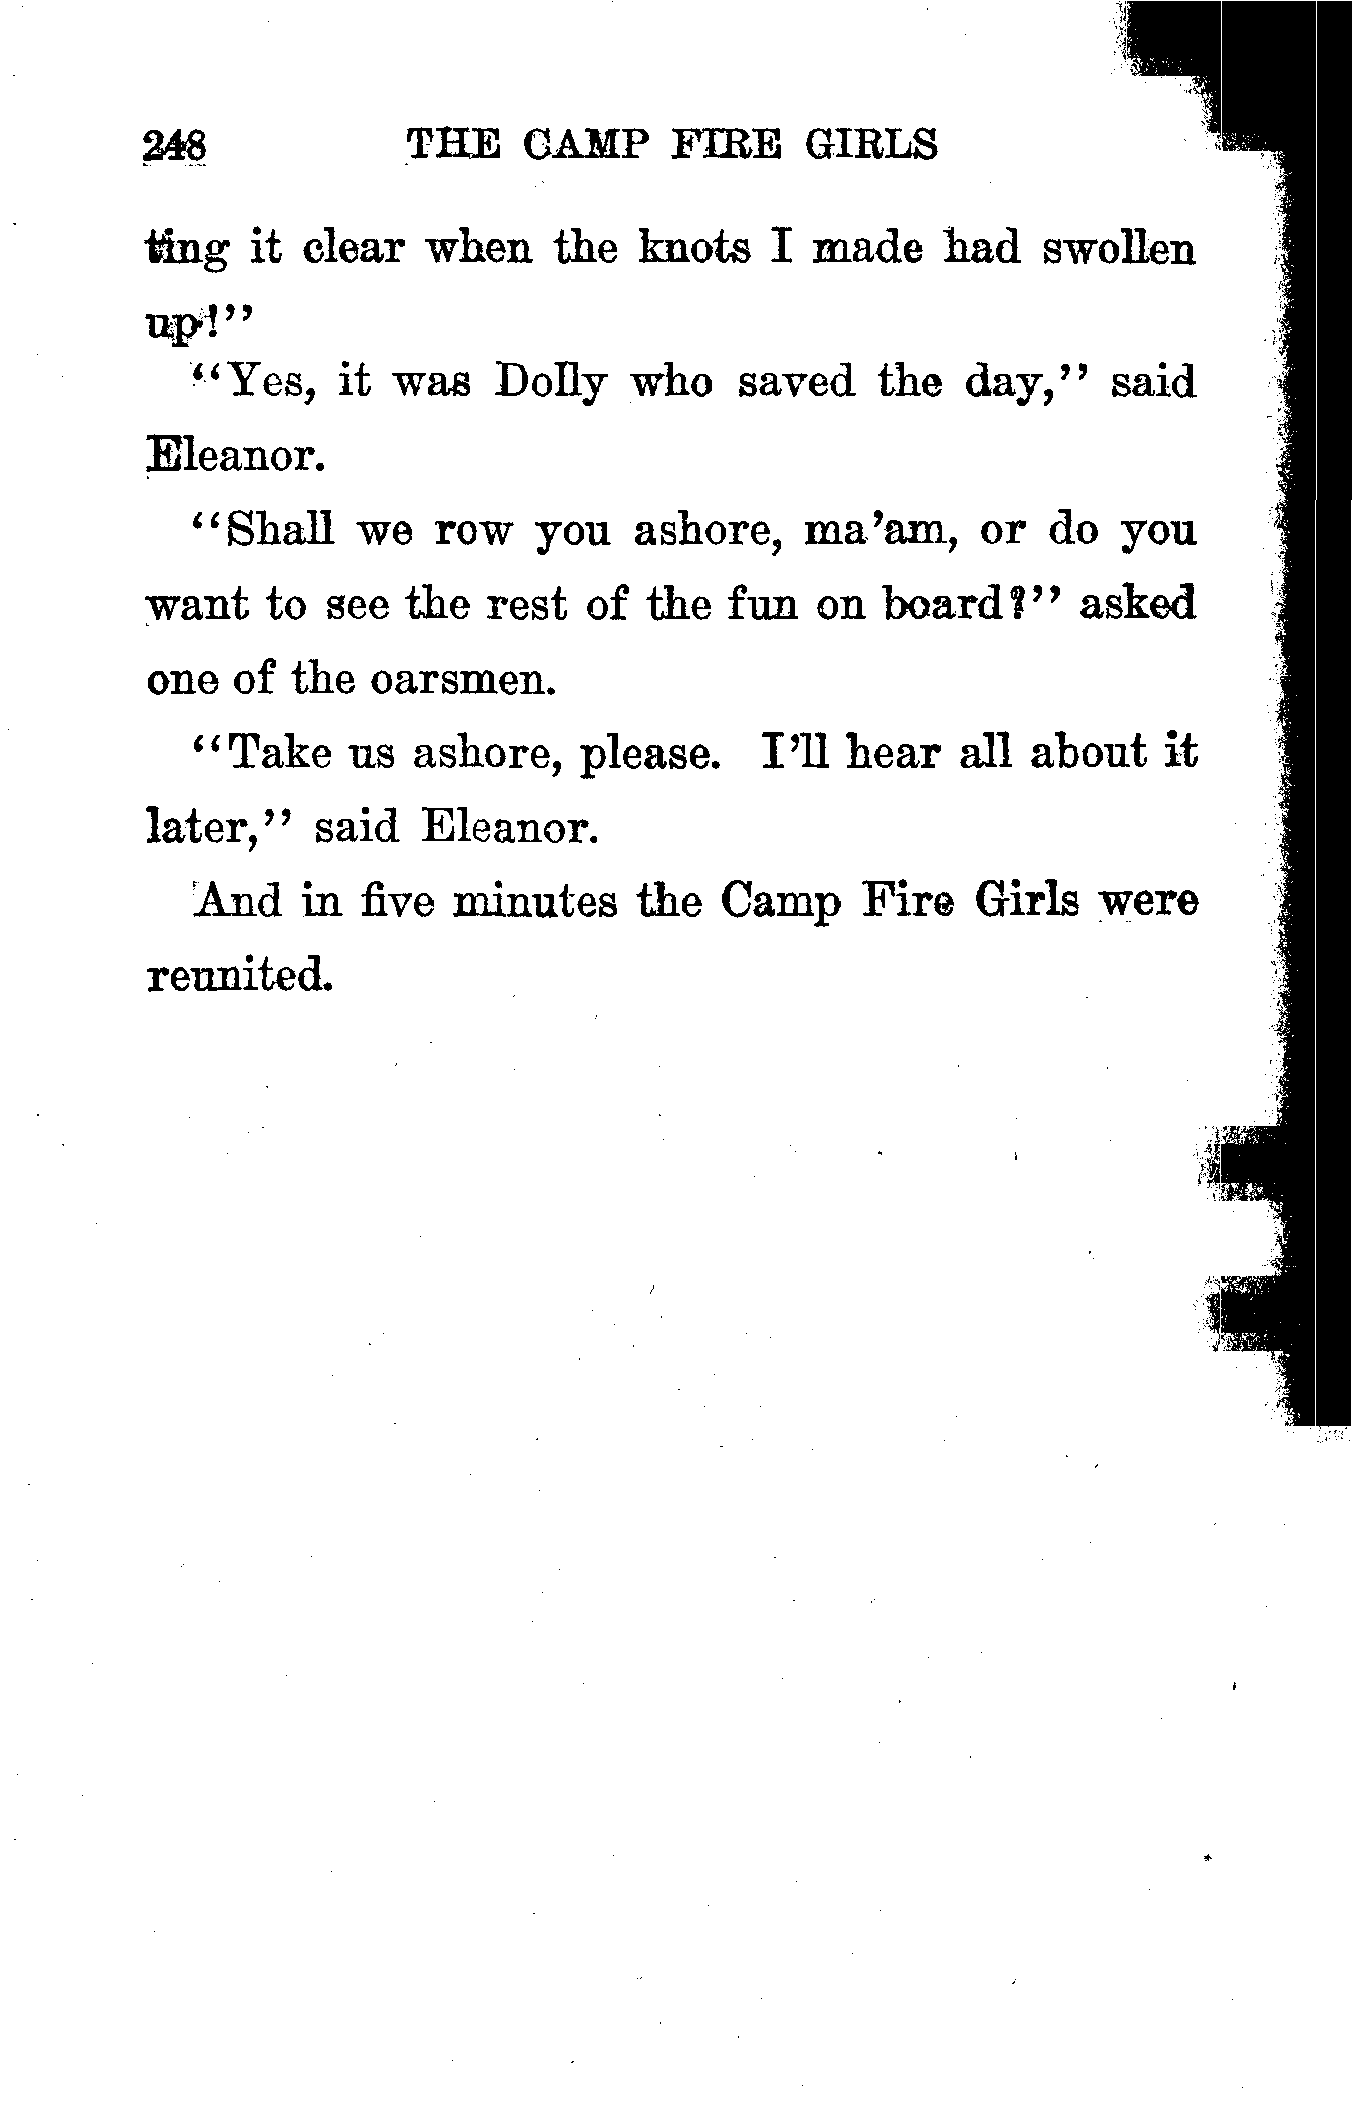 248 THE CAMP FIRE GIRLS
ting it clear when the knots I made had swollen
up!"
"Yes, it was Dolly who saved the day," said
Eleanor.
"Shall we row you ashore, ma'am, or do you
want to see the rest of the fun on board?" asked
one of the oarsmen.
"Take us ashore, please. I'll hear all about it
later," said Eleanor.
And in five minutes the Camp Fire Girls were
reunited.